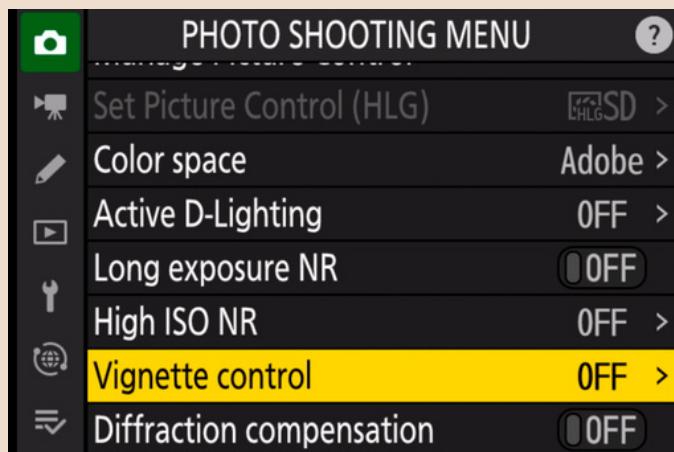 PHOTO SHOOTING MENU ?
Set Picture Control (HLG) HLGSD >
Color space Adobe >
Active D-Lighting OFF >
Long exposure NR OFF
High ISO NR OFF >
Vignette control OFF >
Diffraction compensation OFF